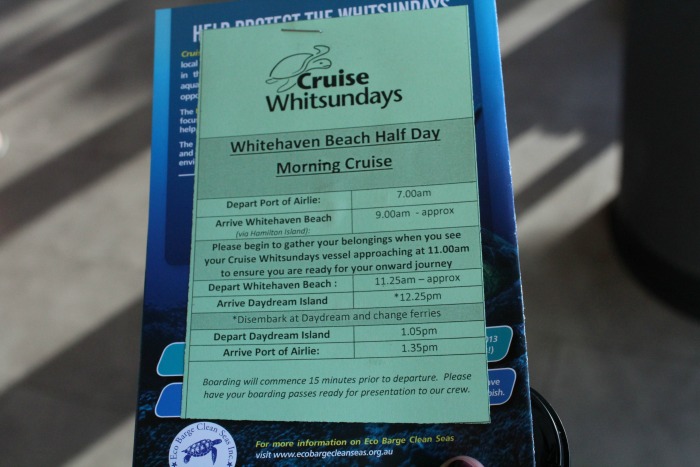 HELP PROTECT THE WHITSUNDAYS
Cruise
Whitsundays
Whitehaven Beach Half Day
Morning Cruise
Depart Port of Airlie: 7.00am
Arrive Whitehaven Beach 9.00am - approx
(via Hamilton Island):
Please begin to gather your belongings when you see
your Cruise Whitsundays vessel approaching at 11.00am
to ensure you are ready for your onward journey
Depart Whitehaven Beach : 11.25am – approx
Arrive Daydream Island *12.25pm
*Disembark at Daydream and change ferries
Depart Daydream Island 1.05pm
Arrive Port of Airlie: 1.35pm
Boarding will commence 15 minutes prior to departure. Please
have your boarding passes ready for presentation to our crew.
Eco Barge Clean Seas Inc.
For more information on Eco Barge Clean Seas
visit www.ecobargecleanseas.org.au